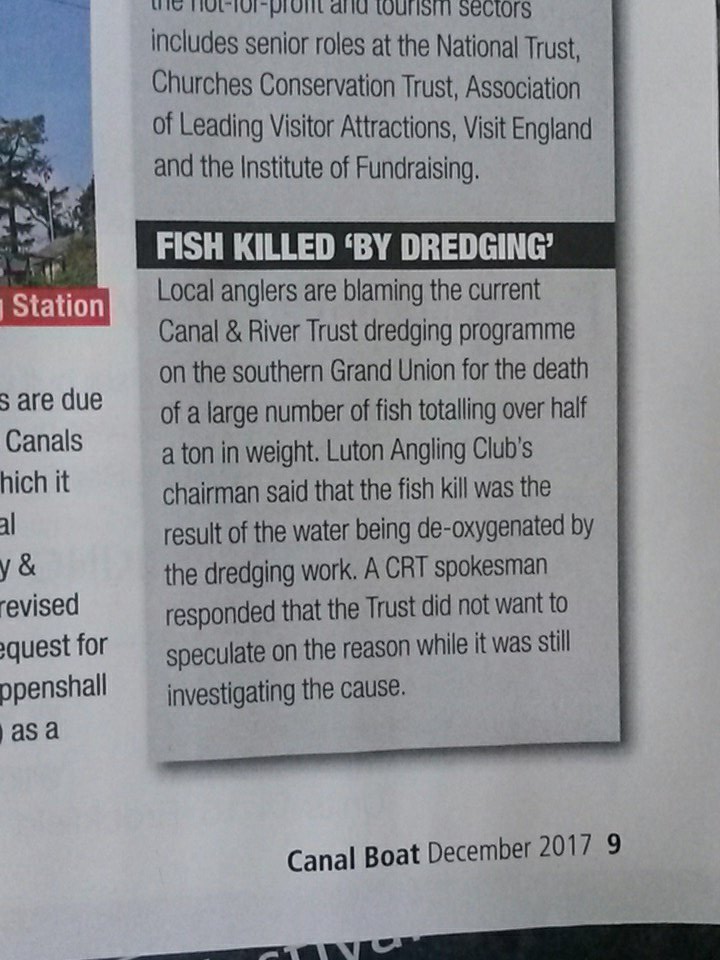 the not-for-profit and tourism sectors
includes senior roles at the National Trust,
Churches Conservation Trust, Association
of Leading Visitor Attractions, Visit England
and the Institute of Fundraising.
FISH KILLED ‘BY DREDGING’
Local anglers are blaming the current
Canal & River Trust dredging programme
on the southern Grand Union for the death
of a large number of fish totalling over half
a ton in weight. Luton Angling Club's
chairman said that the fish kill was the
result of the water being de-oxygenated by
the dredging work. A CRT spokesman
responded that the Trust did not want to
speculate on the reason while it was still
investigating the cause.
Station
s are due
Canals
hich it
al
y &
revised
equest for
ppenshall
) as a
Canal Boat December 2017 9